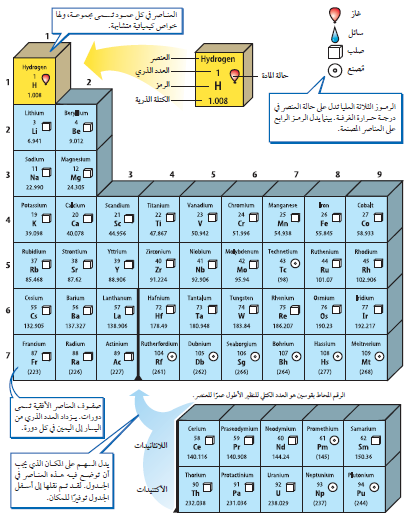 العناصر في كل عمود تسمى مجموعة، ولها
خواص كيميائية متشابهة.
غاز
سائل
صلب
مُصنع
العنصر
العدد الذري
الرمز
الكتلة الذرية
حالة المادة
Hydrogen
1
H
1.008
الرموز الثلاثة العليا تدل على حالة العنصر في
درجة حرارة الغرفة. بينما يدل الرمز الرابع
على العناصر المصنعة.
1
Hydrogen
1
H
1.008
2
2
Lithium
3
Li
6.941
Beryllium
4
Be
9.012
3
Sodium
11
Na
22.990
Magnesium
12
Mg
24.305
3 4 5 6 7 8 9
4
Potassium
19
K
39.098
Calcium
20
Ca
40.078
Scandium
21
Sc
44.956
Titanium
22
Ti
47.867
Vanadium
23
V
50.942
Chromium
24
Cr
51.996
Manganese
25
Mn
54.938
Iron
26
Fe
55.845
Cobalt
27
Co
58.933
5
Rubidium
37
Rb
85.468
Strontium
38
Sr
87.62
Yttrium
39
Y
88.906
Zirconium
40
Zr
91.224
Niobium
41
Nb
92.906
Molybdenum
42
Mo
95.94
Technetium
43
Tc
(98)
Ruthenium
44
Ru
101.07
Rhodium
45
Rh
102.906
6
Cesium
55
Cs
132.905
Barium
56
Ba
137.327
Lanthanum
57
La
138.906
Hafnium
72
Hf
178.49
Tantalum
73
Ta
180.948
Tungsten
74
W
183.84
Rhenium
75
Re
186.207
Osmium
76
Os
190.23
Iridium
77
Ir
192.217
7
Francium
87
Fr
(223)
Radium
88
Ra
(226)
Actinium
89
Ac
(227)
Rutherfordium
104
Rf
(261)
Dubnium
105
Db
(262)
Seaborgium
106
Sg
(266)
Bohrium
107
Bh
(264)
Hassium
108
Hs
(277)
Meitnerium
109
Mt
(268)
الرقم المحاط بقوسين هو العدد الكتلي للنظير الأطول عمرًا للعنصر.
صفوف العناصر الأفقية تسمى
دورات. يزداد العدد الذري من
اليسار إلى اليمين في كل دورة.
يدل السهم على المكان الذي يجب
أن توضع فيه هذه العناصر في
الجدول. لقد تم نقلها إلى أسفل
الجدول توفيرًا للمكان.
اللانثانيدات
Cerium
58
Ce
140.116
Praseodymium
59
Pr
140.908
Neodymium
60
Nd
144.24
Promethium
61
Pm
(145)
Samarium
62
Sm
150.36
الأكتنيدات
Thorium
90
Th
232.038
Protactinium
91
Pa
231.036
Uranium
92
U
238.029
Neptunium
93
Np
(237)
Plutonium
94
Pu
(244)